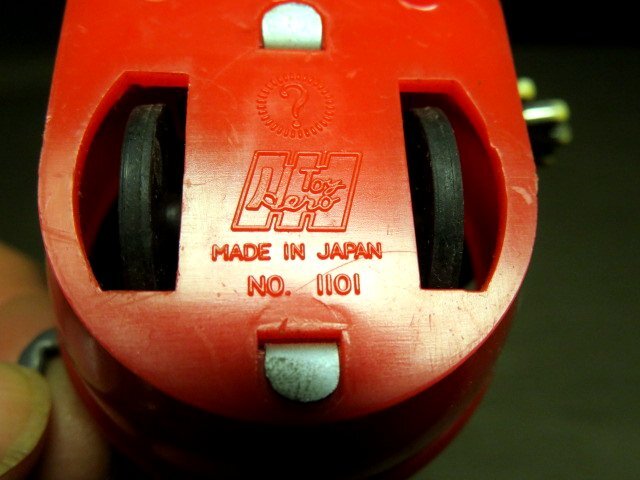 ?
Toy
Hero
MADE IN JAPAN
NO. 1101